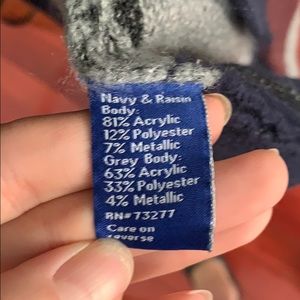 Navy & Raisin
Body:
81% Acrylic
12% Polyester
7% Metallic
Grey Body:
63% Acrylic
33% Polyester
4% Metallic
RN# 73277
Care on
reverse